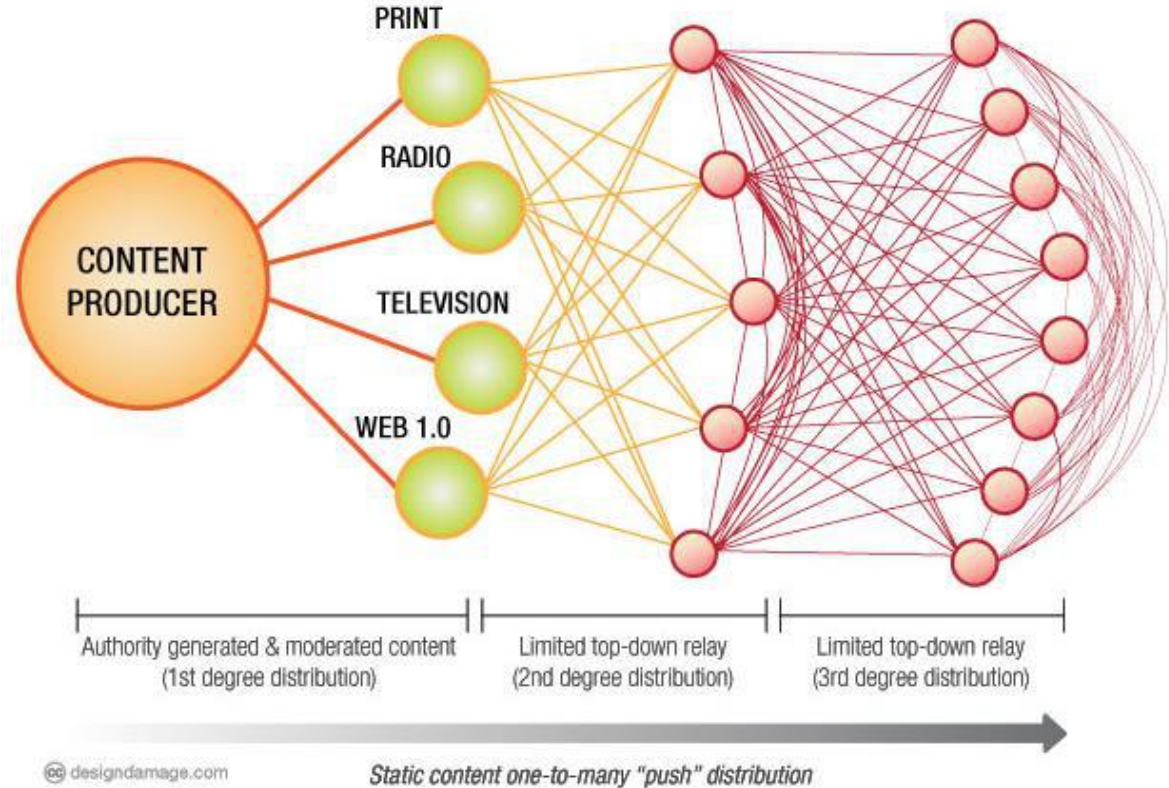 PRINT
RADIO
CONTENT
PRODUCER
TELEVISION
WEB 1.0
Authority generated & moderated content
(1st degree distribution)
Limited top-down relay
(2nd degree distribution)
Limited top-down relay
(3rd degree distribution)
cc designdamage.com
Static content one-to-many “push” distribution